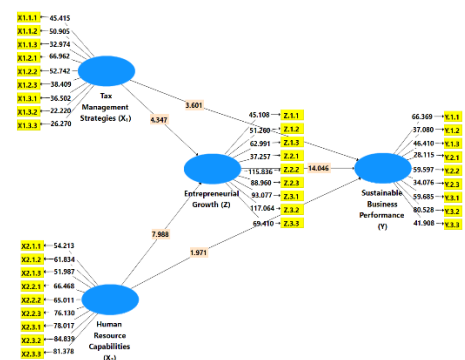 X1.1.1 45.415
X1.1.2 50.905
X1.1.3 32.974
X1.2.1 66.962
X1.2.2 52.742
X1.2.3 38.409
X1.3.1 36.502
X1.3.2 22.220
X1.3.3 26.270
Tax
Management
Strategies (X₁)
3.601
4.347
45.108 Z.1.1
51.260 Z.1.2
62.991 Z.1.3
37.257 Z.2.1
115.836 Z.2.2
88.960 Z.2.3
93.077 Z.3.1
117.064 Z.3.2
69.410 Z.3.3
Entrepreneurial
Growth (Z)
14.046
66.369 Y.1.1
37.080 Y.1.2
46.410 Y.1.3
28.115 Y.2.1
59.597 Y.2.2
34.076 Y.2.3
59.685 Y.3.1
80.528 Y.3.2
41.908 Y.3.3
Sustainable
Business
Performance
(Y)
7.988
1.971
X2.1.1 54.213
X2.1.2 61.834
X2.1.3 51.987
X2.2.1 66.468
X2.2.2 65.011
X2.2.3 76.130
X2.3.1 78.017
X2.3.2 84.839
X2.3.3 81.378
Human
Resource
Capabilities
(X₂)